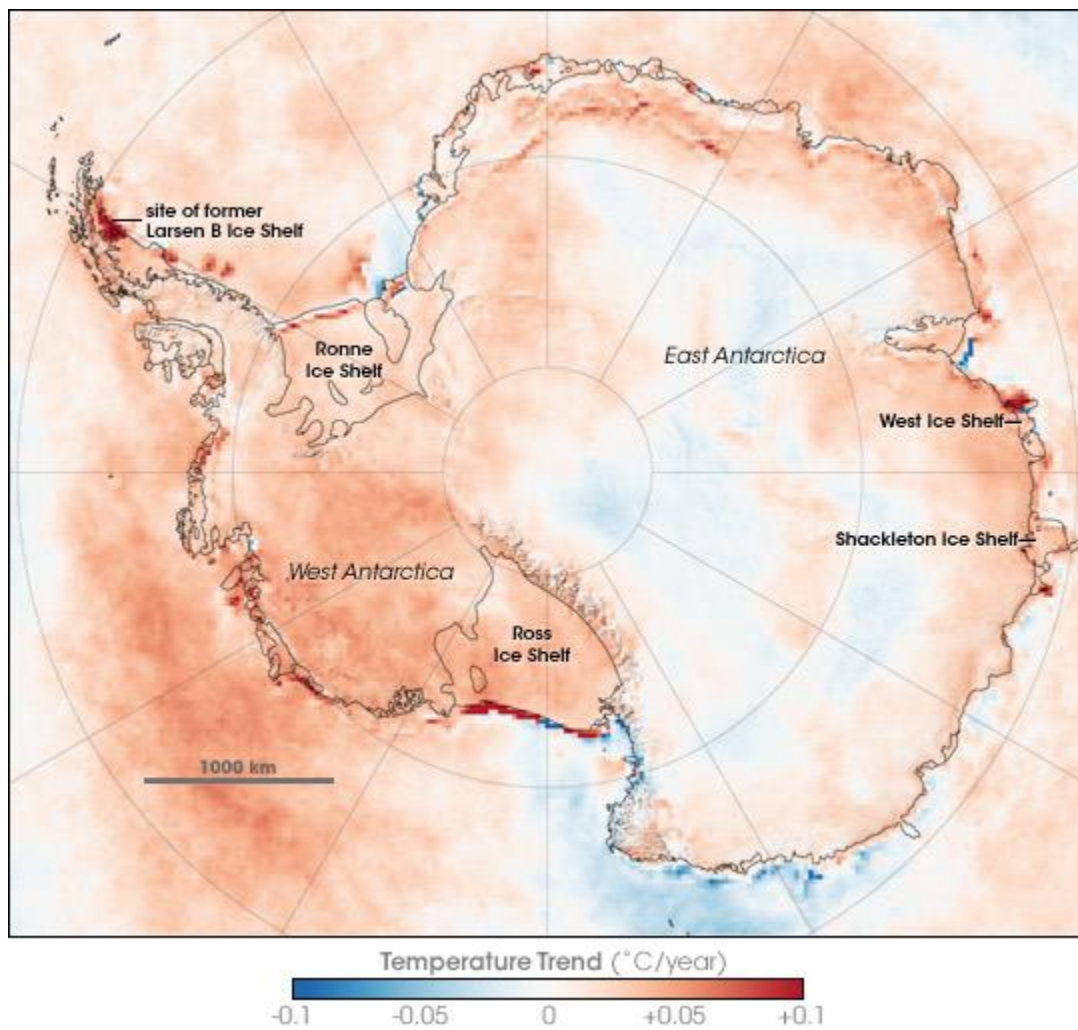 site of former
Larsen B Ice Shelf
Ronne
Ice Shelf
East Antarctica
West Ice Shelf
Shackleton Ice Shelf
West Antarctica
Ross
Ice Shelf
1000 km
Temperature Trend (°C/year)
-0.1 -0.05 0 +0.05 +0.1